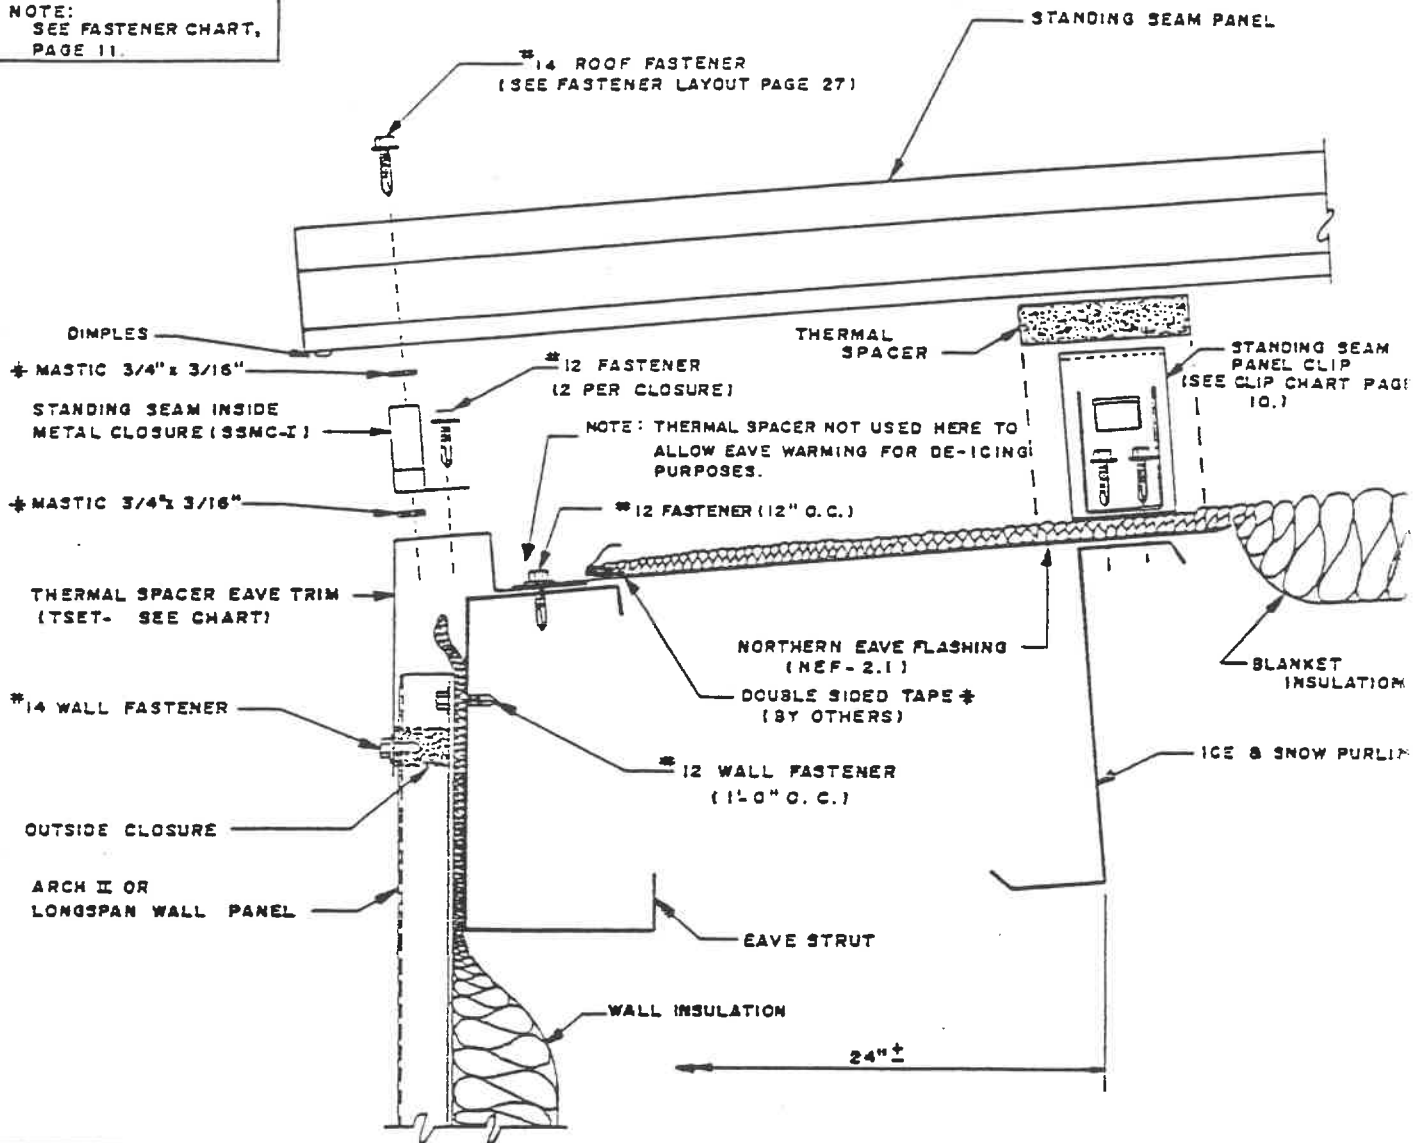 NOTE:
SEE FASTENER CHART,
PAGE 11.
STANDING SEAM PANEL
#14 ROOF FASTENER
(SEE FASTENER LAYOUT PAGE 27)
DIMPLES
* MASTIC 3/4" x 3/16"
STANDING SEAM INSIDE
METAL CLOSURE (SSMC-I)
* MASTIC 3/4" x 3/16"
#12 FASTENER
(2 PER CLOSURE)
THERMAL
SPACER
STANDING SEAM
PANEL CLIP
(SEE CLIP CHART PAGE
10.)
NOTE: THERMAL SPACER NOT USED HERE TO
ALLOW EAVE WARMING FOR DE-ICING
PURPOSES.
#12 FASTENER (12" O.C.)
THERMAL SPACER EAVE TRIM
(TSET- SEE CHART)
NORTHERN EAVE FLASHING
(NEF-2.1)
DOUBLE SIDED TAPE *
(BY OTHERS)
BLANKET
INSULATION
#14 WALL FASTENER
#12 WALL FASTENER
(1'-0" O.C.)
ICE & SNOW PURLIN
OUTSIDE CLOSURE
ARCH II OR
LONGSPAN WALL PANEL
EAVE STRUT
WALL INSULATION
24" ±